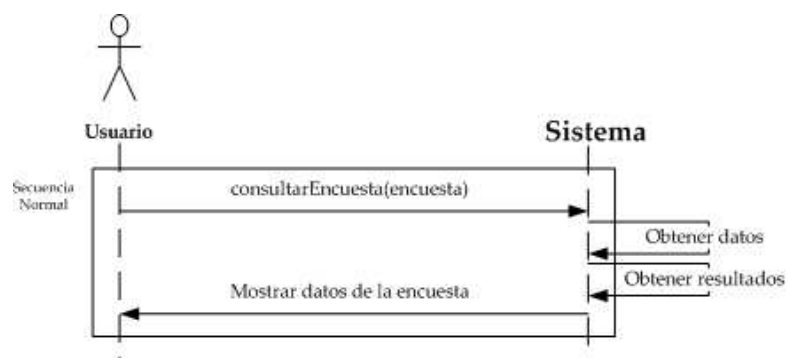 Usuario
Sistema
Secuencia
Normal
consultarEncuesta(encuesta)
Obtener datos
Obtener resultados
Mostrar datos de la encuesta